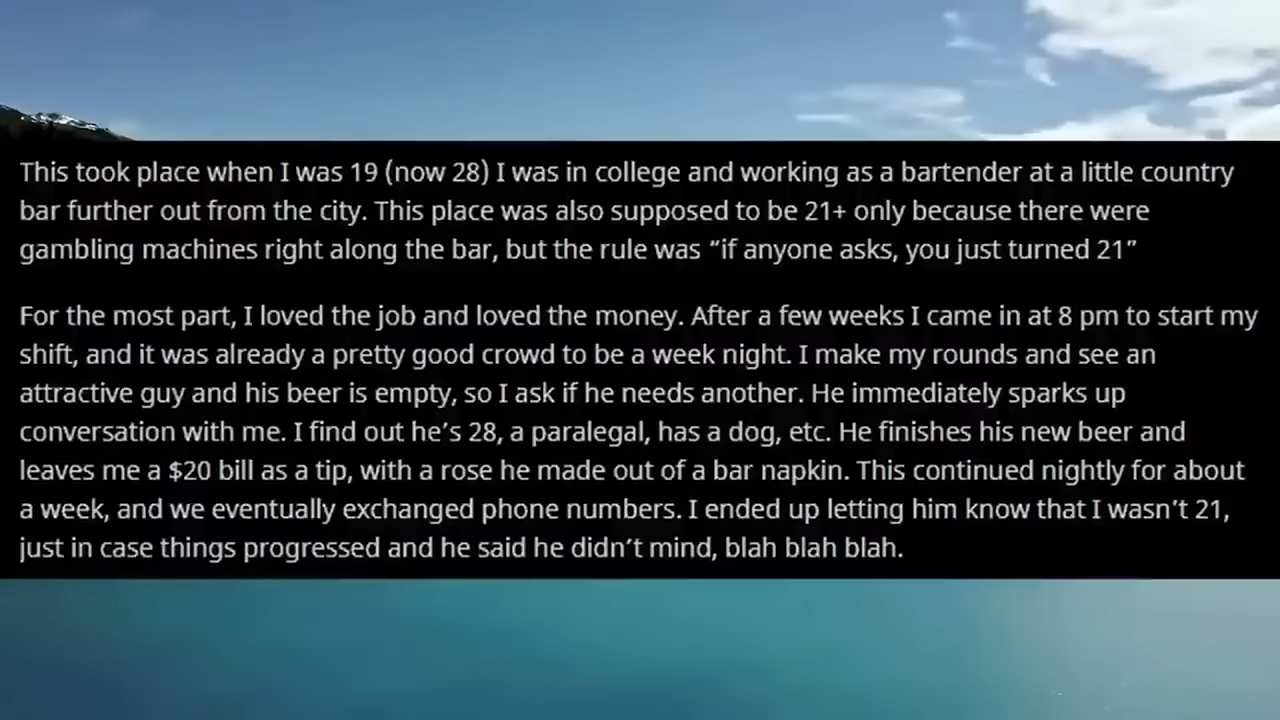 This took place when I was 19 (now 28) I was in college and working as a bartender at a little country
bar further out from the city. This place was also supposed to be 21+ only because there were
gambling machines right along the bar, but the rule was “if anyone asks, you just turned 21”
For the most part, I loved the job and loved the money. After a few weeks I came in at 8 pm to start my
shift, and it was already a pretty good crowd to be a week night. I make my rounds and see an
attractive guy and his beer is empty, so I ask if he needs another. He immediately sparks up
conversation with me. I find out he’s 28, a paralegal, has a dog, etc. He finishes his new beer and
leaves me a $20 bill as a tip, with a rose he made out of a bar napkin. This continued nightly for about
a week, and we eventually exchanged phone numbers. I ended up letting him know that I wasn’t 21,
just in case things progressed and he said he didn’t mind, blah blah blah.